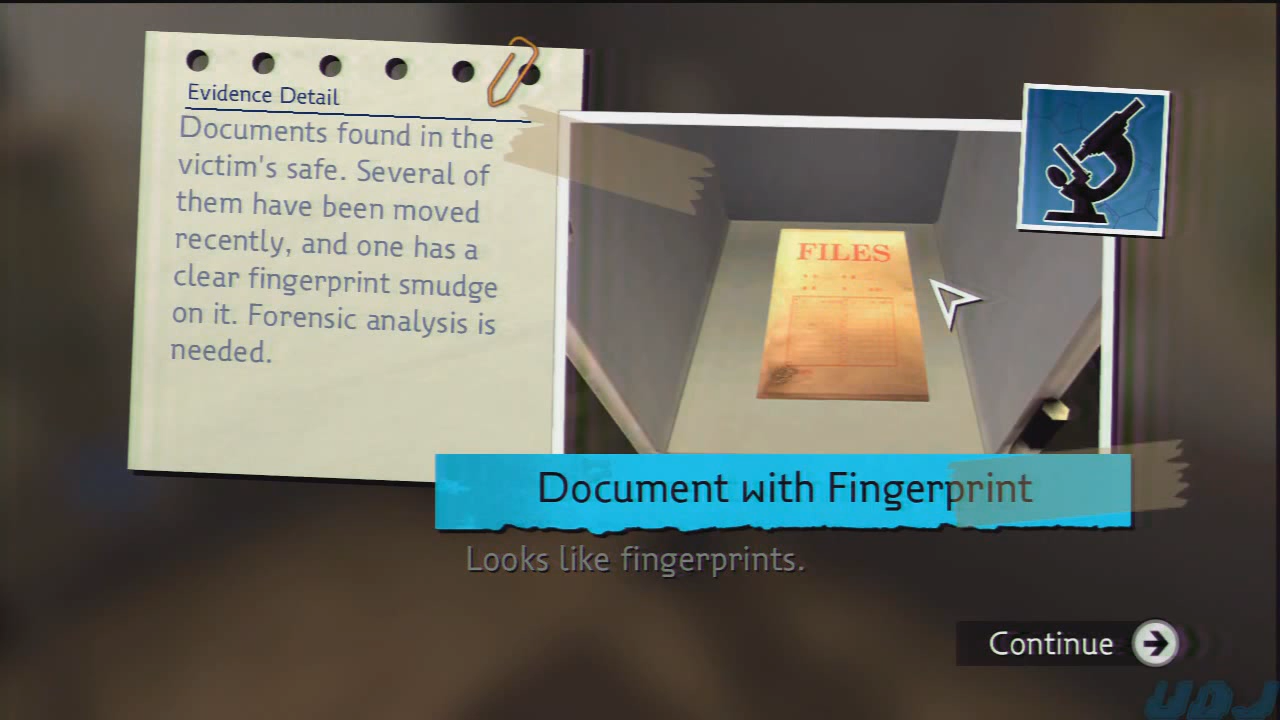 Evidence Detail
Documents found in the
victim's safe. Several of
them have been moved
recently, and one has a
clear fingerprint smudge
on it. Forensic analysis is
needed.
FILES
Document with Fingerprint
Looks like fingerprints.
Continue